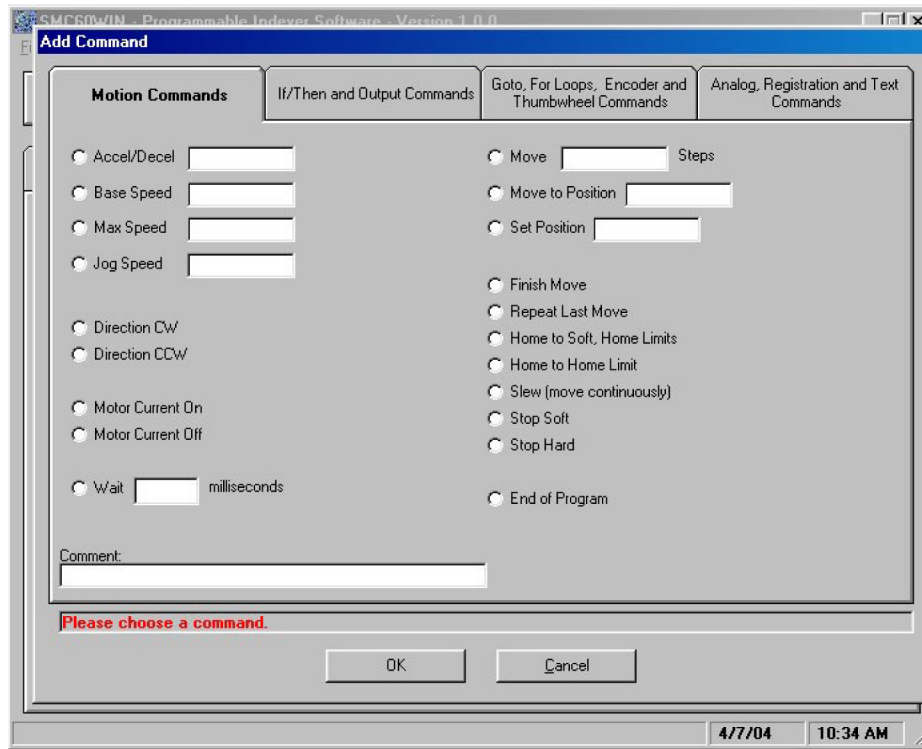 SMC60WIN - Programmable Indexer Software - Version 1.0.0
Add Command
Motion Commands
If/Then and Output Commands
Goto, For Loops, Encoder and
Thumbwheel Commands
Analog, Registration and Text
Commands
Accel/Decel
Base Speed
Max Speed
Jog Speed
Direction CW
Direction CCW
Motor Current On
Motor Current Off
Wait milliseconds
Move Steps
Move to Position
Set Position
Finish Move
Repeat Last Move
Home to Soft, Home Limits
Home to Home Limit
Slew (move continuously)
Stop Soft
Stop Hard
End of Program
Comment:
Please choose a command.
OK
Cancel
4/7/04
10:34 AM